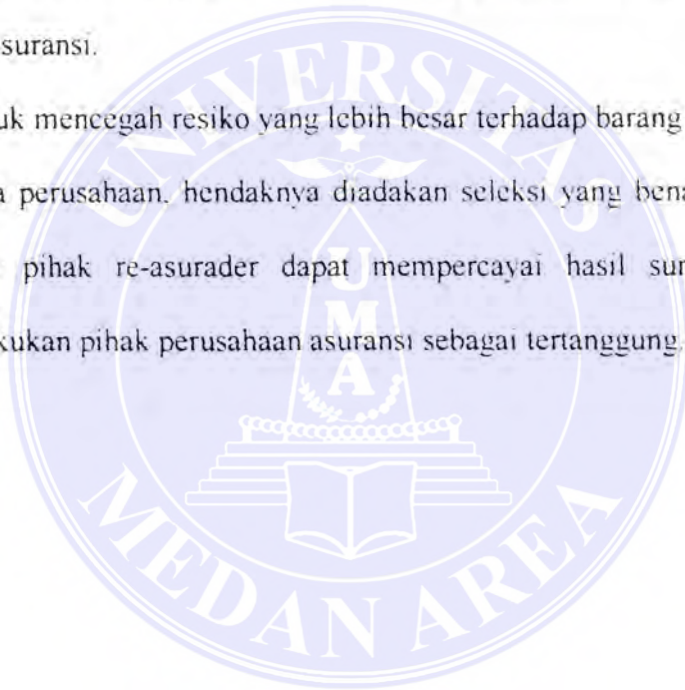 suransi.
uk mencegah resiko yang lebih besar terhadap barang
a perusahaan, hendaknya diadakan seleksi yang bena
pihak re-asurader dapat mempercayai hasil sur
kukan pihak perusahaan asuransi sebagai tertanggung.
UNIVERSITAS
UMA
MEDAN AREA